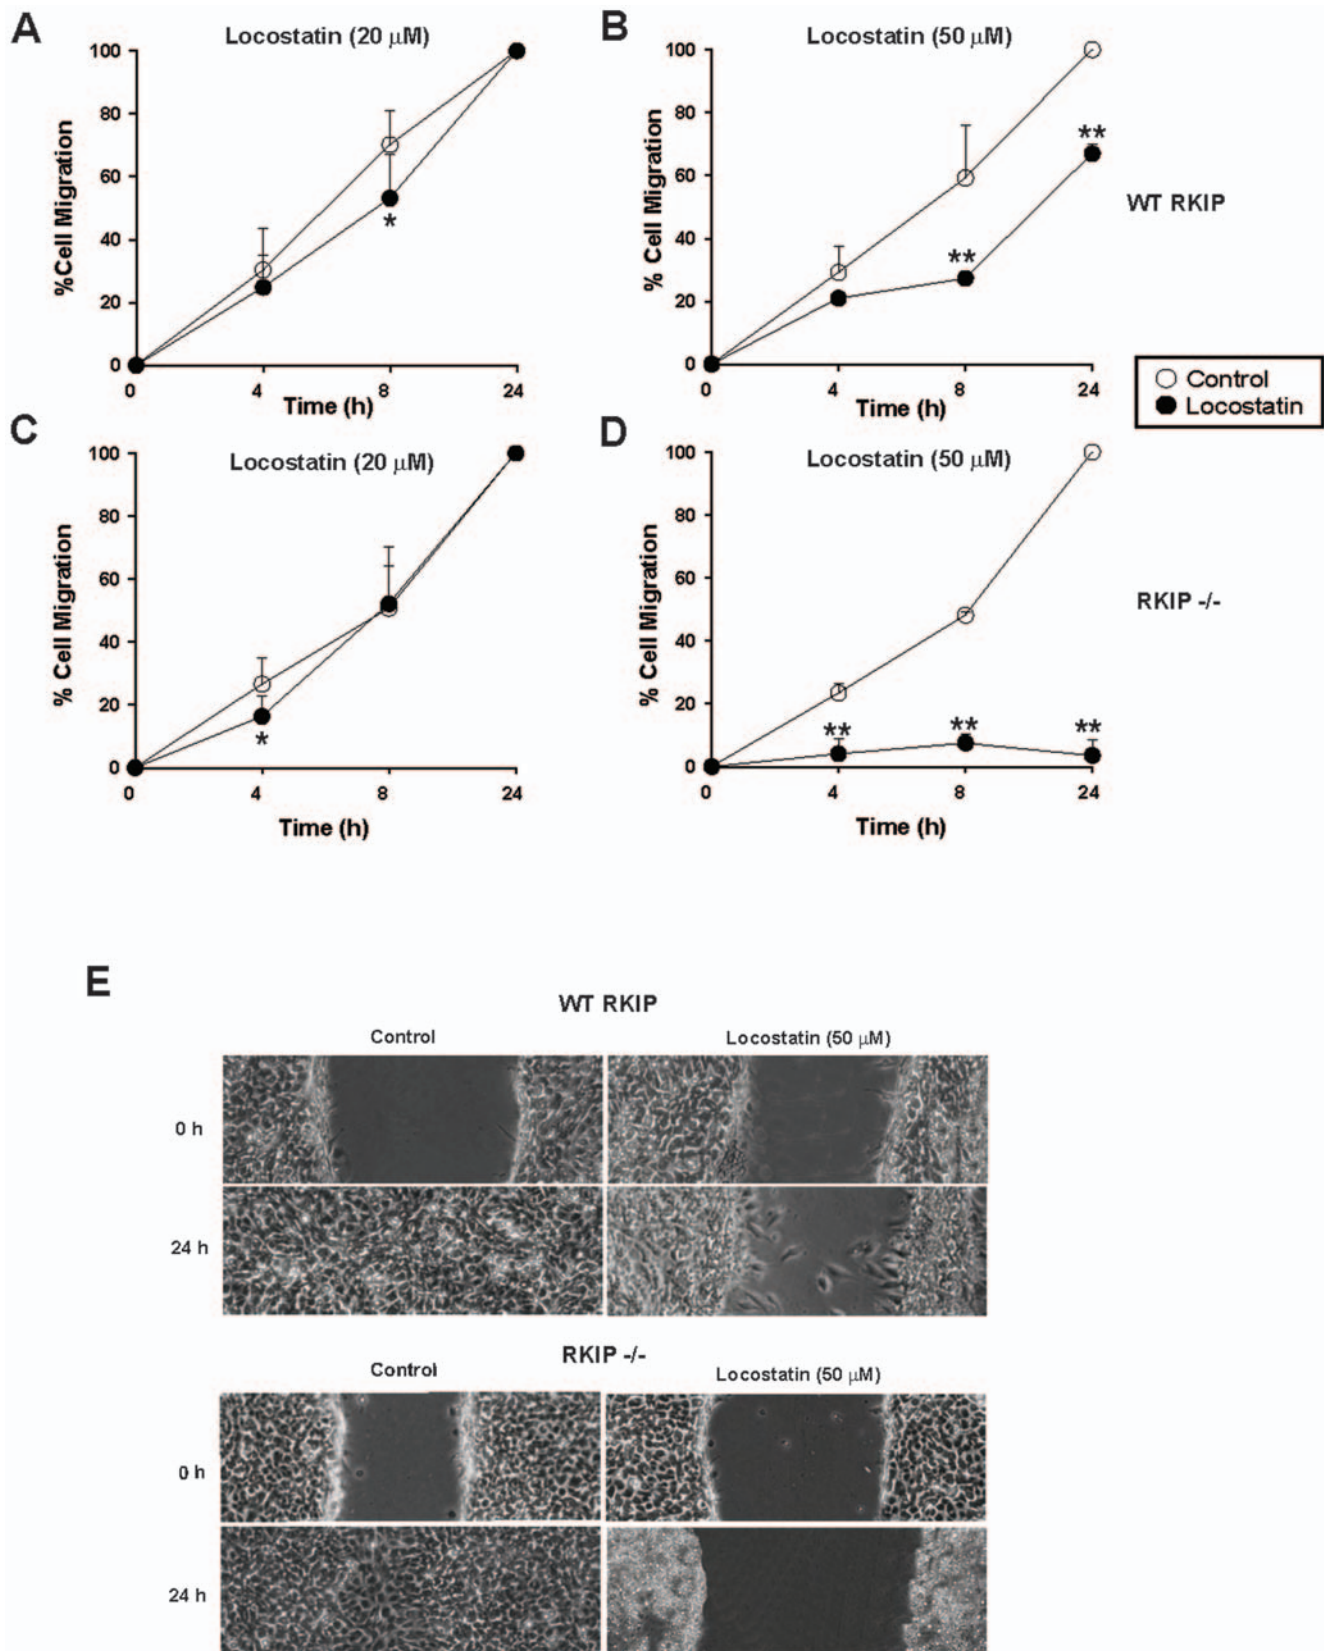 A
Locostatin (20 μM)
100
80
60
40
20
0
%Cell Migration
*
0 4 8 24
Time (h)
B
Locostatin (50 μM)
100
80
60
40
20
0
% Cell Migration
**
**
0 4 8 24
Time (h)
WT RKIP
Control
Locostatin
C
Locostatin (20 μM)
100
80
60
40
20
0
% Cell Migration
*
0 4 8 24
Time (h)
D
Locostatin (50 μM)
100
80
60
40
20
0
% Cell Migration
** ** **
0 4 8 24
Time (h)
RKIP -/-
E
WT RKIP
Control Locostatin (50 μM)
0 h
24 h
RKIP -/-
Control Locostatin (50 μM)
0 h
24 h